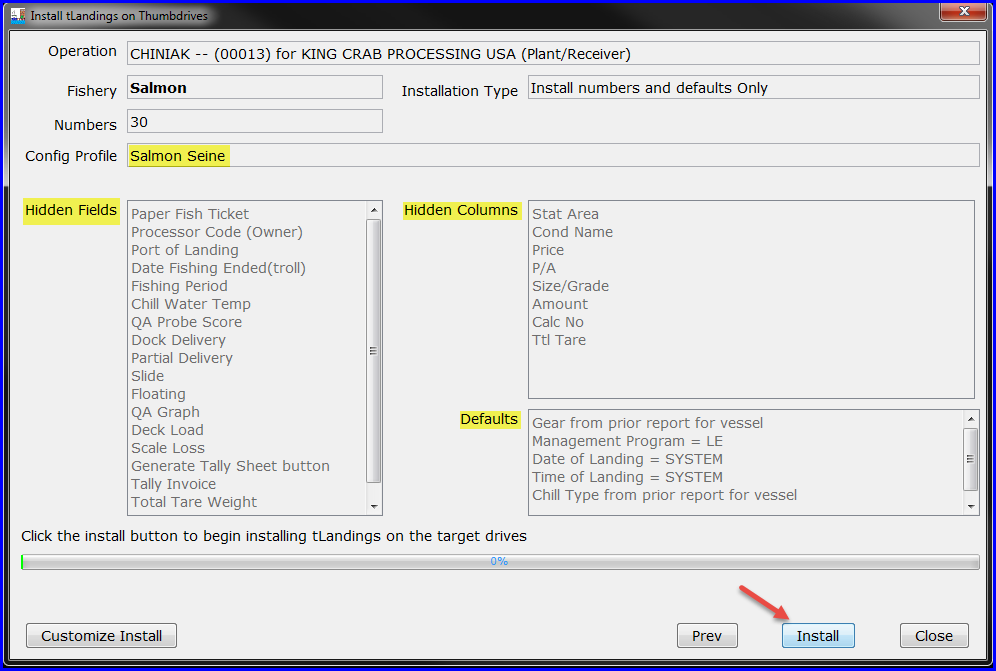 Install tLandings on Thumbdrives
Operation CHINIAK -- (00013) for KING CRAB PROCESSING USA (Plant/Receiver)
Fishery Salmon Installation Type Install numbers and defaults Only
Numbers 30
Config Profile Salmon Seine
Hidden Fields
Paper Fish Ticket
Processor Code (Owner)
Port of Landing
Date Fishing Ended(troll)
Fishing Period
Chill Water Temp
QA Probe Score
Dock Delivery
Partial Delivery
Slide
Floating
QA Graph
Deck Load
Scale Loss
Generate Tally Sheet button
Tally Invoice
Total Tare Weight
Hidden Columns
Stat Area
Cond Name
Price
P/A
Size/Grade
Amount
Calc No
Ttl Tare
Defaults
Gear from prior report for vessel
Management Program = LE
Date of Landing = SYSTEM
Time of Landing = SYSTEM
Chill Type from prior report for vessel
Click the install button to begin installing tLandings on the target drives
0%
Customize Install Prev Install Close